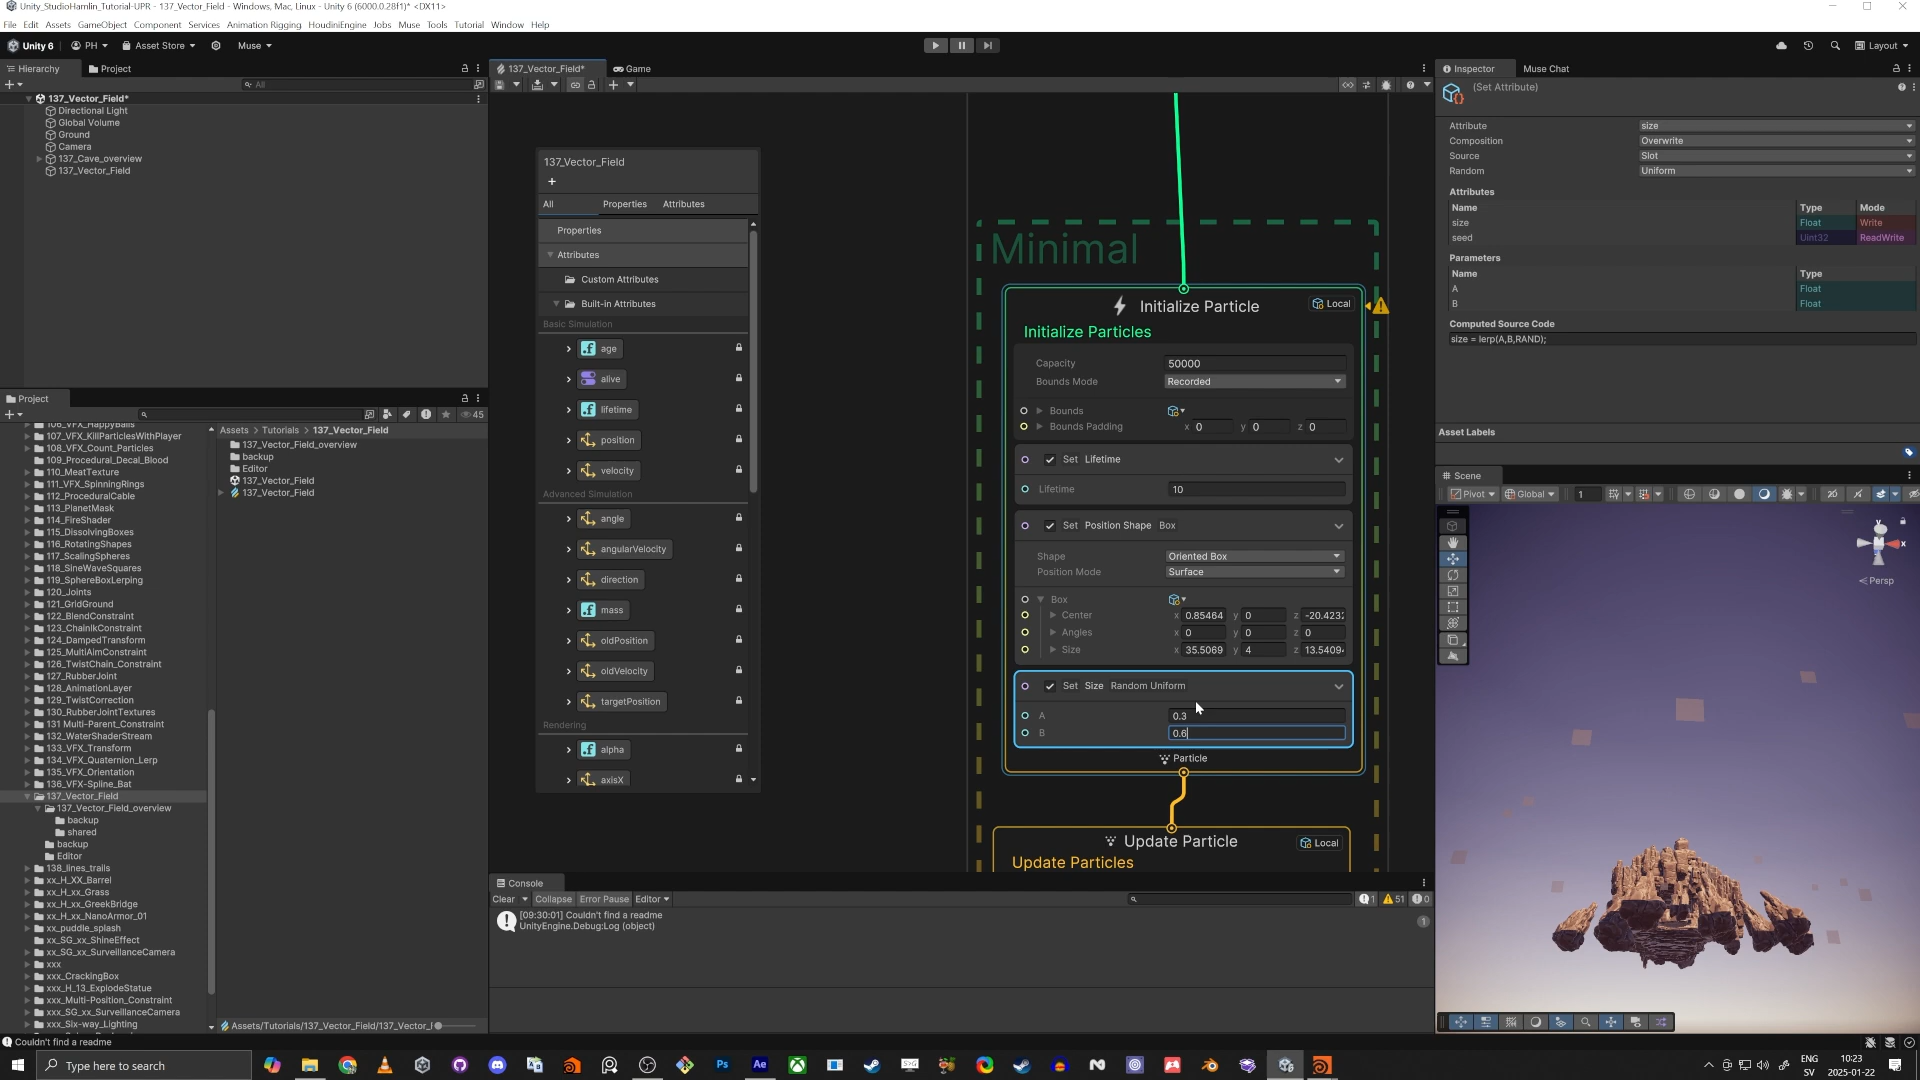 Unity_StudioHamlin_Tutorial-UPR - 137_Vector_Field - Windows, Mac, Linux - Unity 6 (6000.0.28f1)* <DX11>
File Edit Assets GameObject Component Services Animation Rigging HoudiniEngine Jobs Muse Tools Tutorial Window Help
Unity 6 PH Asset Store Muse Layout
Hierarchy Project
All
137_Vector_Field*
Directional Light
Global Volume
Ground
Camera
137_Cave_overview
137_Vector_Field
Project
45
107_VFX_KillParticlesWithPlayer
108_VFX_Count_Particles
109_Procedural_Decal_Blood
110_MeatTexture
111_VFX_SpinningRings
112_ProceduralCable
113_PlanetMask
114_FireShader
115_DissolvingBoxes
116_RotatingShapes
117_ScalingSpheres
118_SineWaveSquares
119_SphereBoxLerping
120_Joints
121_GridGround
122_BlendConstraint
123_ChainIkConstraint
124_DampedTransform
125_MultiAimConstraint
126_TwistChain_Constraint
127_RubberJoint
128_AnimationLayer
129_TwistCorrection
130_RubberJointTextures
131 Multi-Parent_Constraint
132_WaterShaderStream
133_VFX_Transform
134_VFX_Quaternion_Lerp
135_VFX_Orientation
136_VFX-Spline_Bat
137_Vector_Field
137_Vector_Field_overview
backup
shared
backup
Editor
138_lines_trails
xx_H_XX_Barrel
xx_H_xx_Grass
xx_H_xx_GreekBridge
xx_H_xx_NanoArmor_01
xx_puddle_splash
xx_SG_xx_ShineEffect
xx_SG_xx_SurveillanceCamera
xxx
xxx_CrackingBox
xxx_H_13_ExplodeStatue
xxx_Multi-Position_Constraint
xxx_SG_xx_SurveillanceCamera
xxx_Six-way_Lighting
Assets > Tutorials > 137_Vector_Field
137_Vector_Field_overview
backup
Editor
137_Vector_Field
137_Vector_Field
Assets/Tutorials/137_Vector_Field/137_Vector_F
137_Vector_Field* Game
137_Vector_Field
+
All Properties Attributes
Properties
Attributes
Custom Attributes
Built-in Attributes
Basic Simulation
age
alive
lifetime
position
velocity
Advanced Simulation
angle
angularVelocity
direction
mass
oldPosition
oldVelocity
targetPosition
Rendering
alpha
axisX
Minimal
Initialize Particle Local
Initialize Particles
Capacity 50000
Bounds Mode Recorded
Bounds
Bounds Padding x 0 y 0 z 0
Set Lifetime
Lifetime 10
Set Position Shape Box
Shape Oriented Box
Position Mode Surface
Box
Center x 0.85464 y 0 z -20.423
Angles x 0 y 0 z 0
Size x 35.5069 y 4 z 13.5409
Set Size Random Uniform
A 0.3
B 0.6
Particle
Update Particle Local
Update Particles
Console
Clear Collapse Error Pause Editor 1 51 0
[09:30:01] Couldn't find a readme
UnityEngine.Debug:Log (object)
1
Inspector Muse Chat
(Set Attribute)
Attribute size
Composition Overwrite
Source Slot
Random Uniform
Attributes
Name Type Mode
size Float Write
seed Uint32 ReadWrite
Parameters
Name Type
A Float
B Float
Computed Source Code
size = lerp(A,B,RAND);
Asset Labels
Scene
Pivot Global 1 2D
y
x
Persp
Couldn't find a readme
Type here to search
Ps Ae
ENG
SV
10:23
2025-01-22